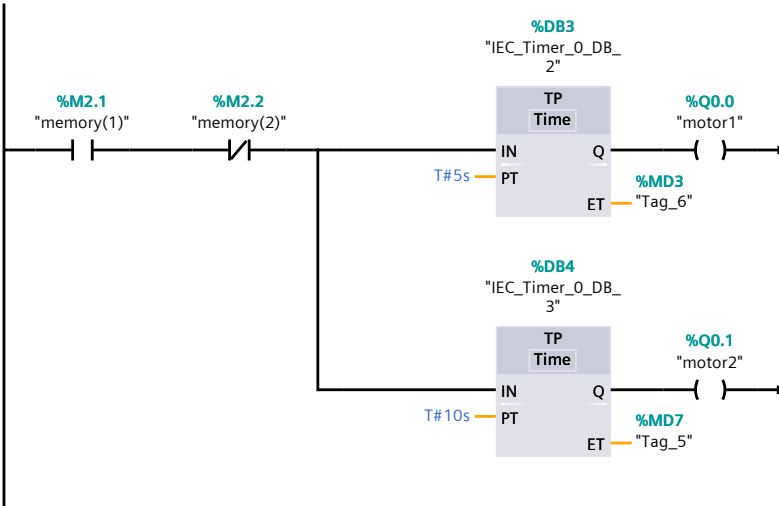 %DB3
"IEC_Timer_0_DB_
2"
%M2.1
"memory(1)"
%M2.2
"memory(2)"
TP
Time
%Q0.0
"motor1"
IN
Q
T#5s
PT
%MD3
ET
"Tag_6"
%DB4
"IEC_Timer_0_DB_
3"
TP
Time
%Q0.1
"motor2"
IN
Q
T#10s
PT
%MD7
ET
"Tag_5"